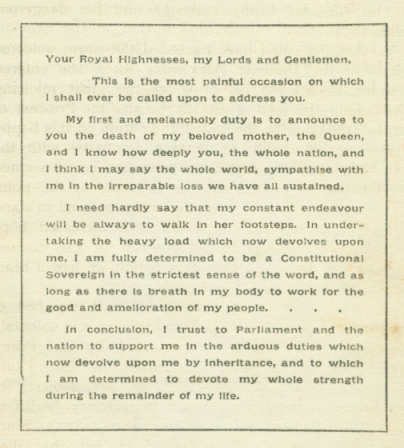 Your Royal Highnesses, my Lords and Gentlemen,
This is the most painful occasion on which
I shall ever be called upon to address you.
My first and melancholy duty is to announce to
you the death of my beloved mother, the Queen,
and I know how deeply you, the whole nation, and
I think I may say the whole world, sympathise with
me in the irreparable loss we have all sustained.
I need hardly say that my constant endeavour
will be always to walk in her footsteps. In under-
taking the heavy load which now devolves upon
me, I am fully determined to be a Constitutional
Sovereign in the strictest sense of the word, and as
long as there is breath in my body to work for the
good and amelioration of my people. . . .
In conclusion, I trust to Parliament and the
nation to support me in the arduous duties which
now devolve upon me by inheritance, and to which
I am determined to devote my whole strength
during the remainder of my life.